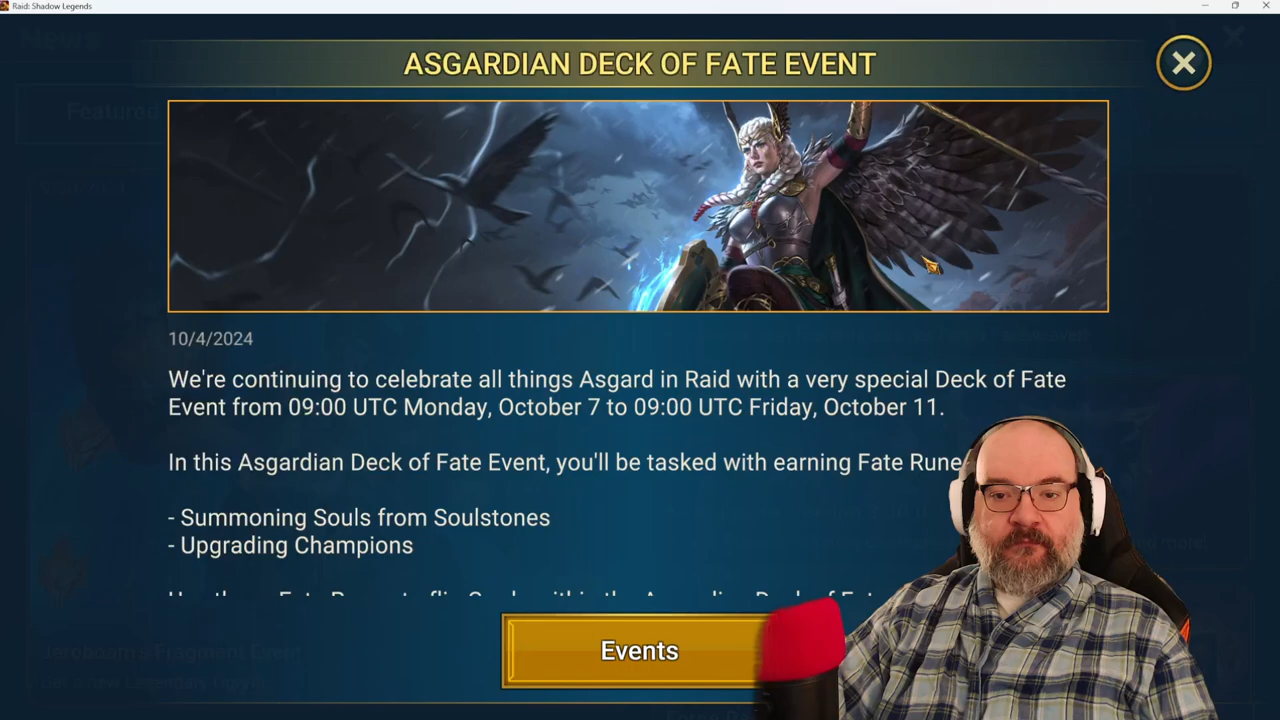 Raid: Shadow Legends
News
ASGARDIAN DECK OF FATE EVENT
Featured
10/4/2024
We're continuing to celebrate all things Asgard in Raid with a very special Deck of Fate
Event from 09:00 UTC Monday, October 7 to 09:00 UTC Friday, October 11.
In this Asgardian Deck of Fate Event, you'll be tasked with earning Fate Rune
- Summoning Souls from Soulstones
- Upgrading Champions
Events